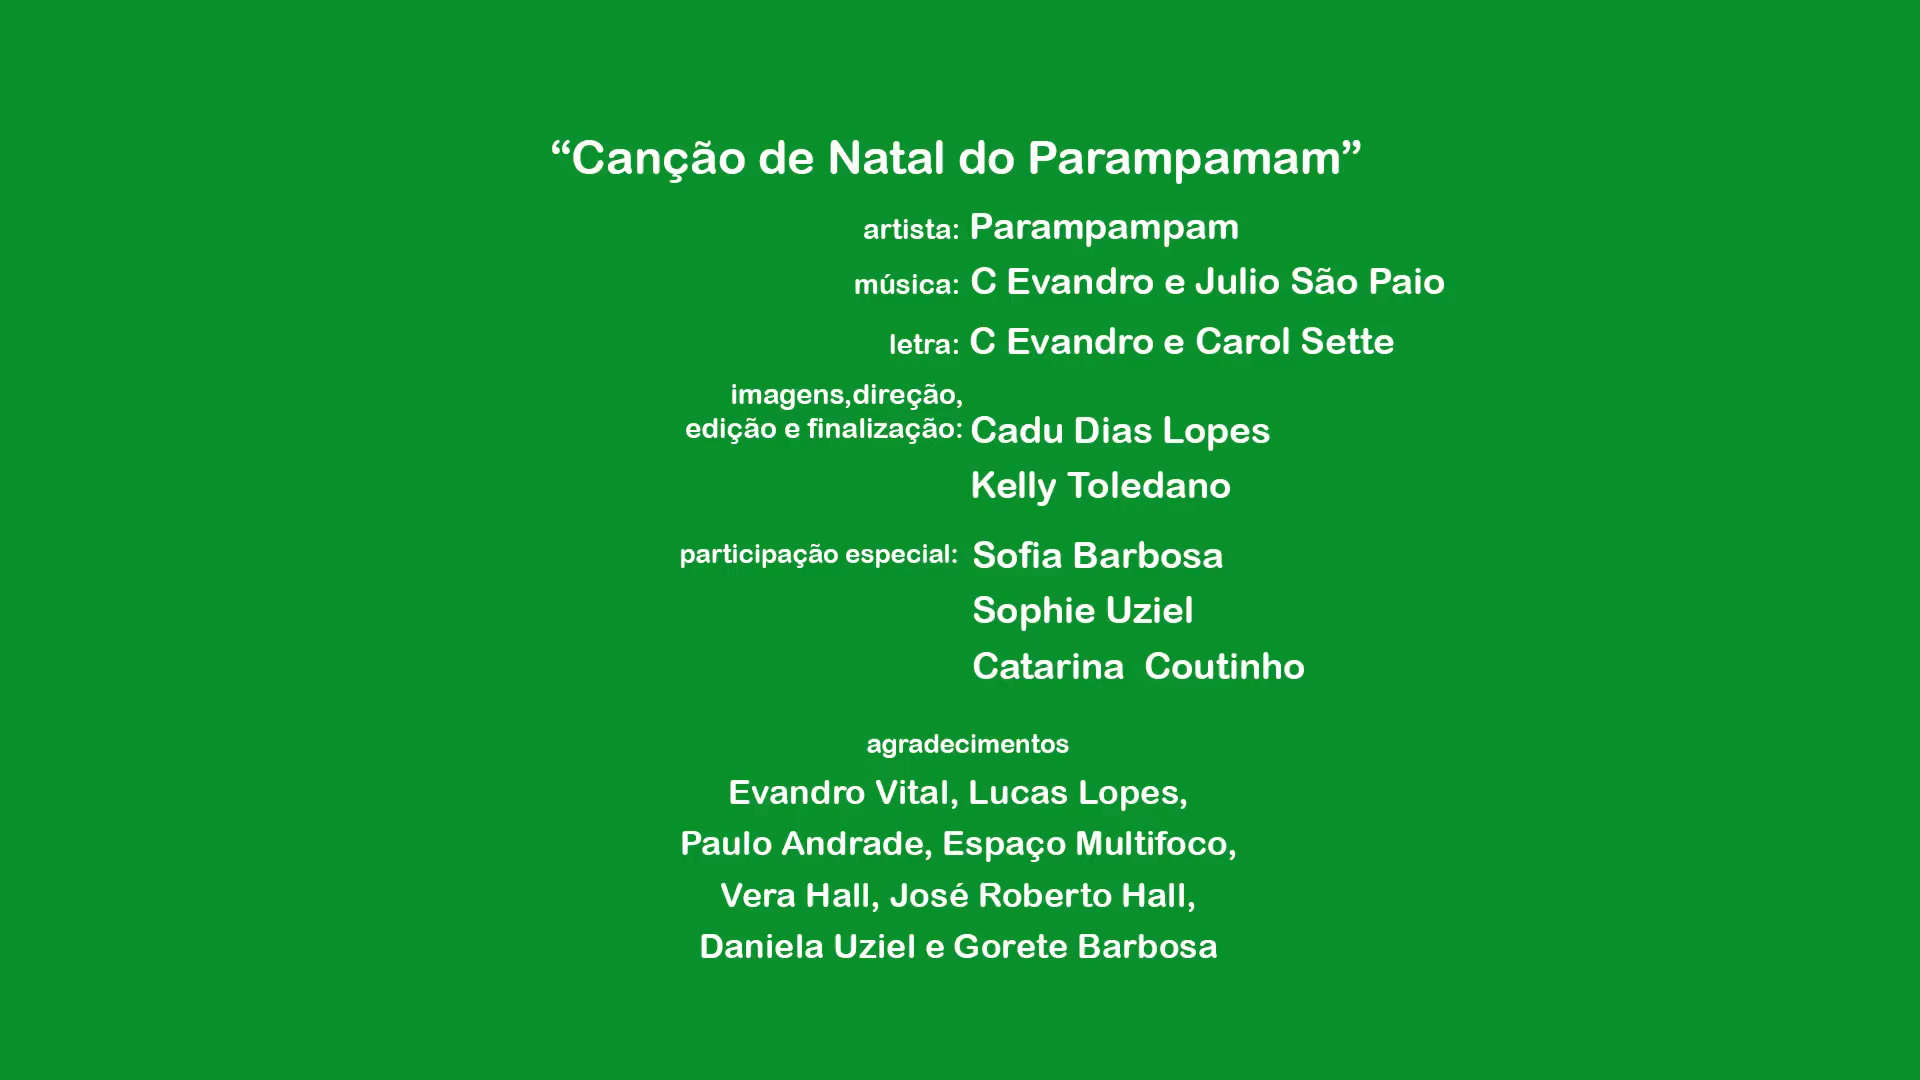 “Canção de Natal do Parampamam”
artista: Parampampam
música: C Evandro e Julio São Paio
letra: C Evandro e Carol Sette
imagens,direção,
edição e finalização: Cadu Dias Lopes
Kelly Toledano
participação especial: Sofia Barbosa
Sophie Uziel
Catarina  Coutinho
agradecimentos
Evandro Vital, Lucas Lopes,
Paulo Andrade, Espaço Multifoco,
Vera Hall, José Roberto Hall,
Daniela Uziel e Gorete Barbosa